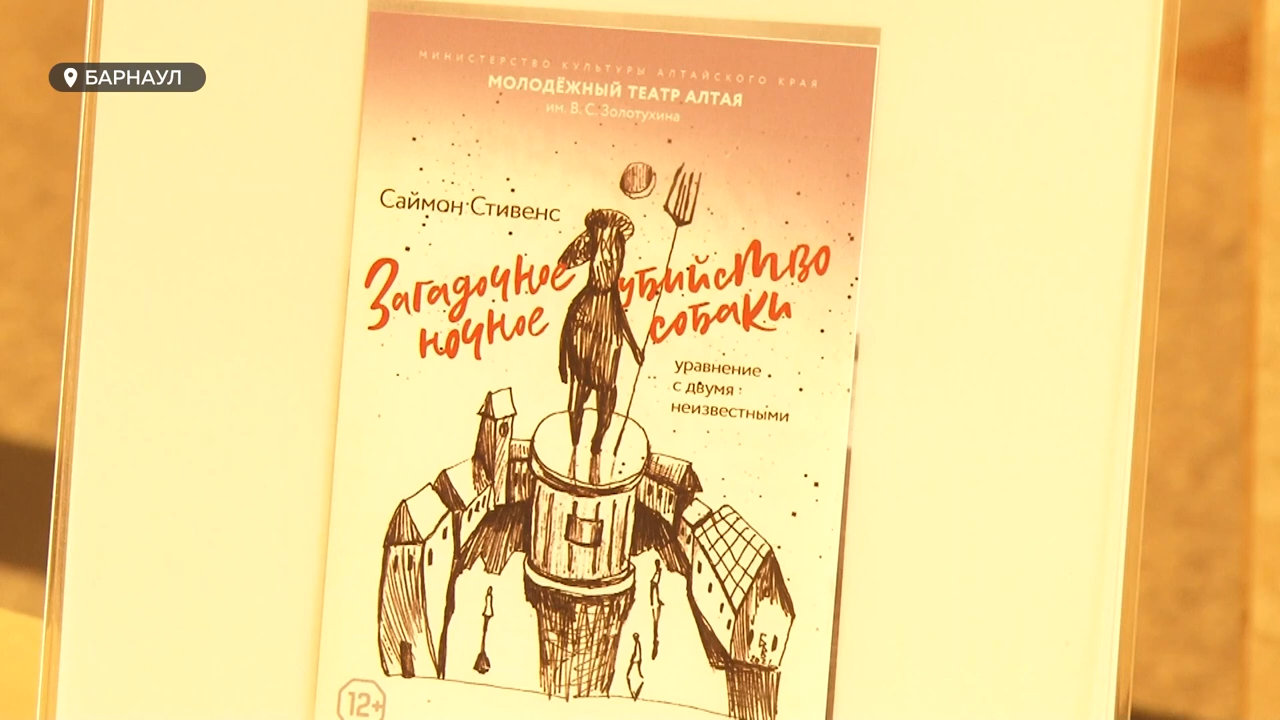 БАРНАУЛ
МИНИСТЕРСТВО КУЛЬТУРЫ АЛТАЙСКОГО КРАЯ
МОЛОДЁЖНЫЙ ТЕАТР АЛТАЯ
им. В. С. Золотухина
Саймон Стивенс
Загадочное убийство
ночное собаки
уравнение
с двумя
неизвестными
12+